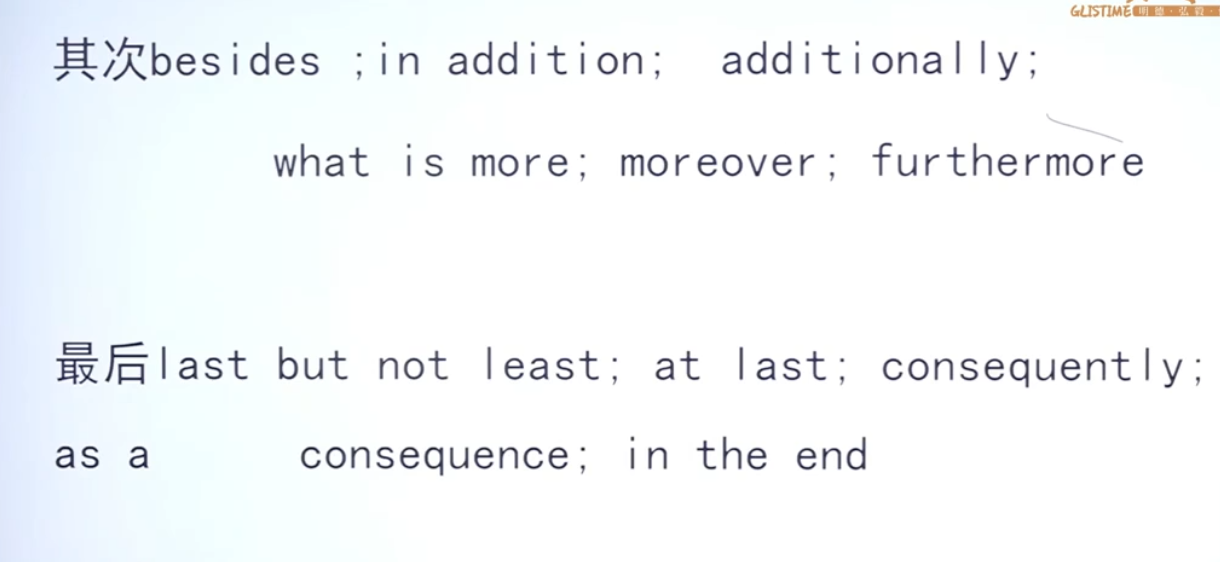 GLISTIME 明德·弘毅·
其次besides ;in addition; additionally;
what is more; moreover; furthermore
最后last but not least; at last; consequently;
as a consequence; in the end